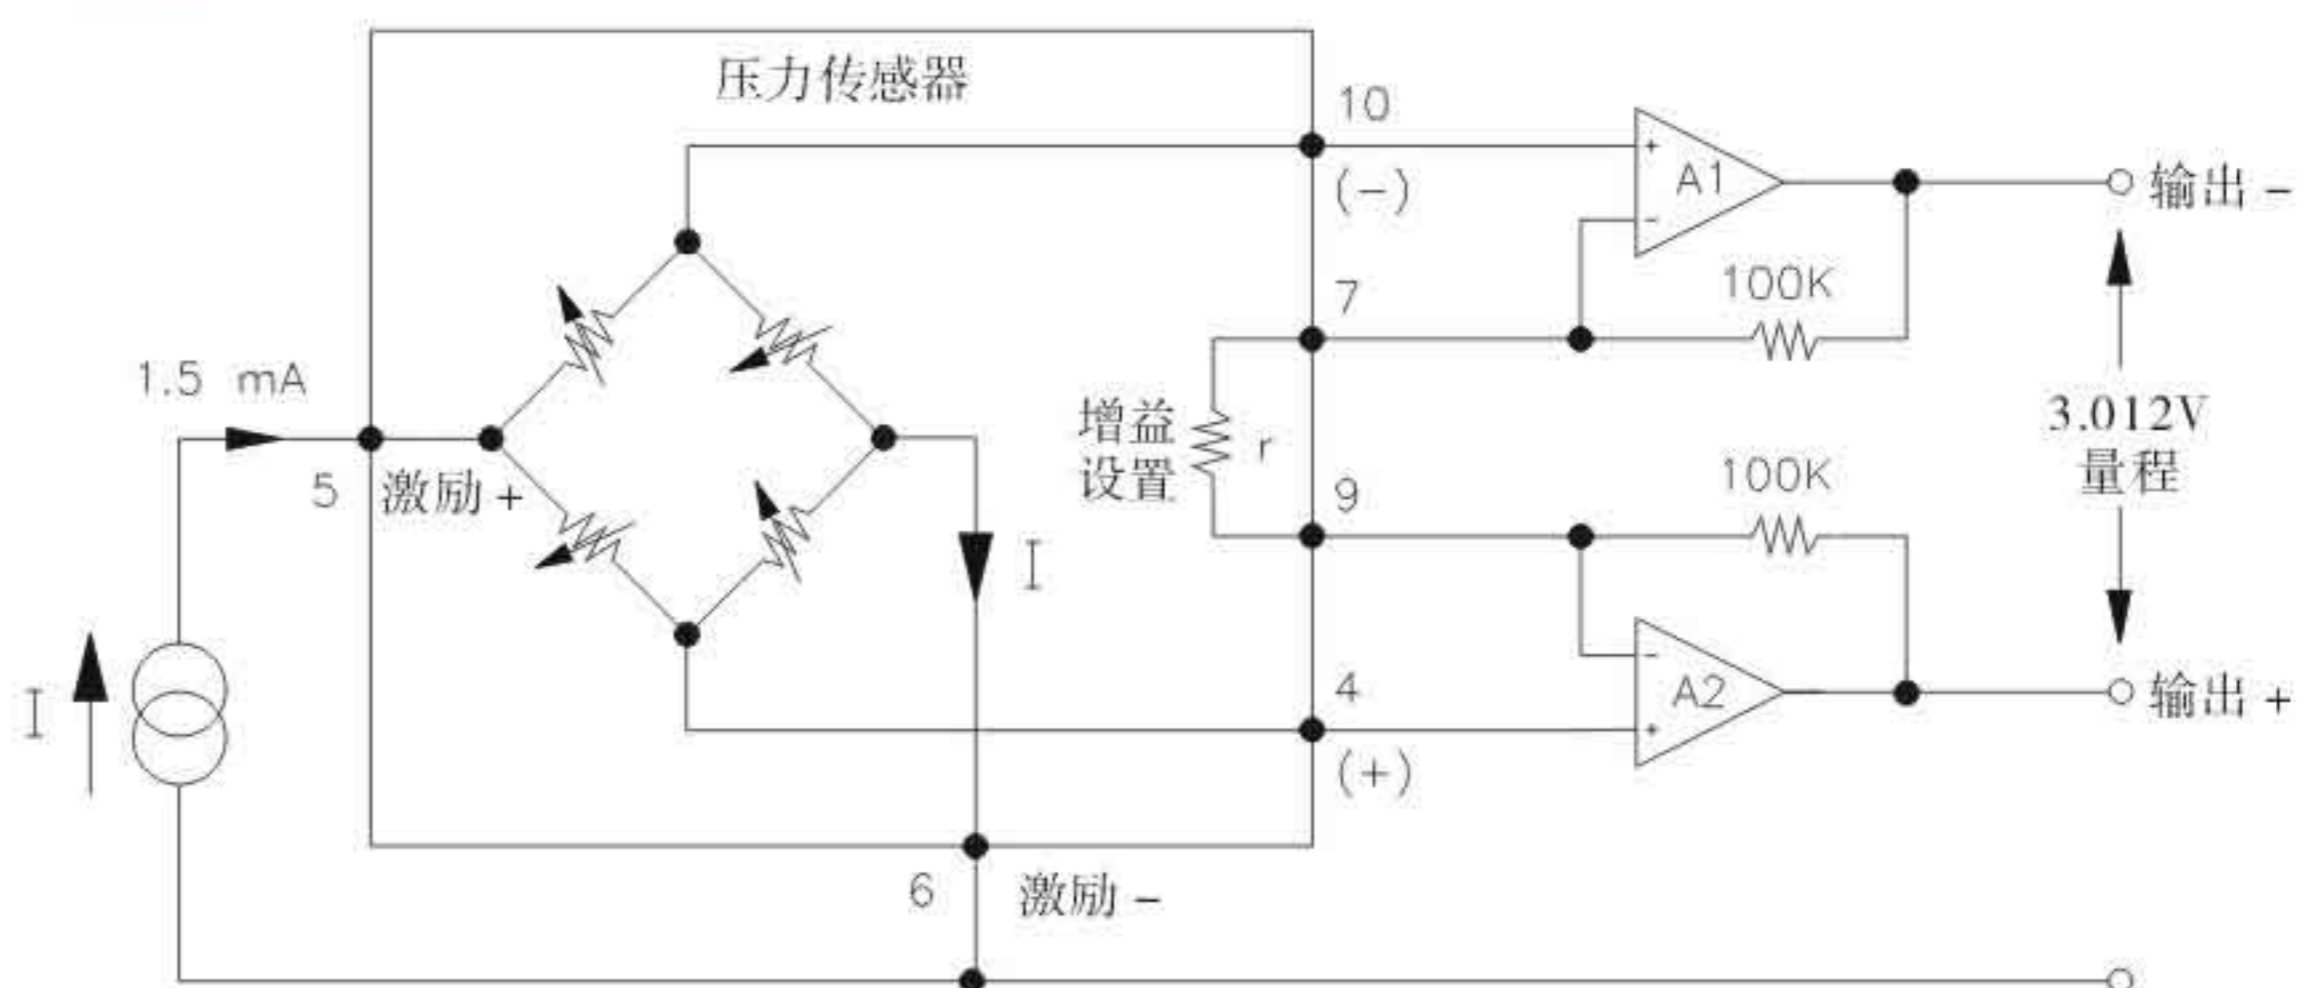 压力传感器
10
(-)
+
A1
-
输出 -
7
100K
1.5 mA
增益
设置
r
3.012V
量程
5
激励 +
9
100K
I
I
4
-
A2
+
输出 +
(+)
6
激励 -